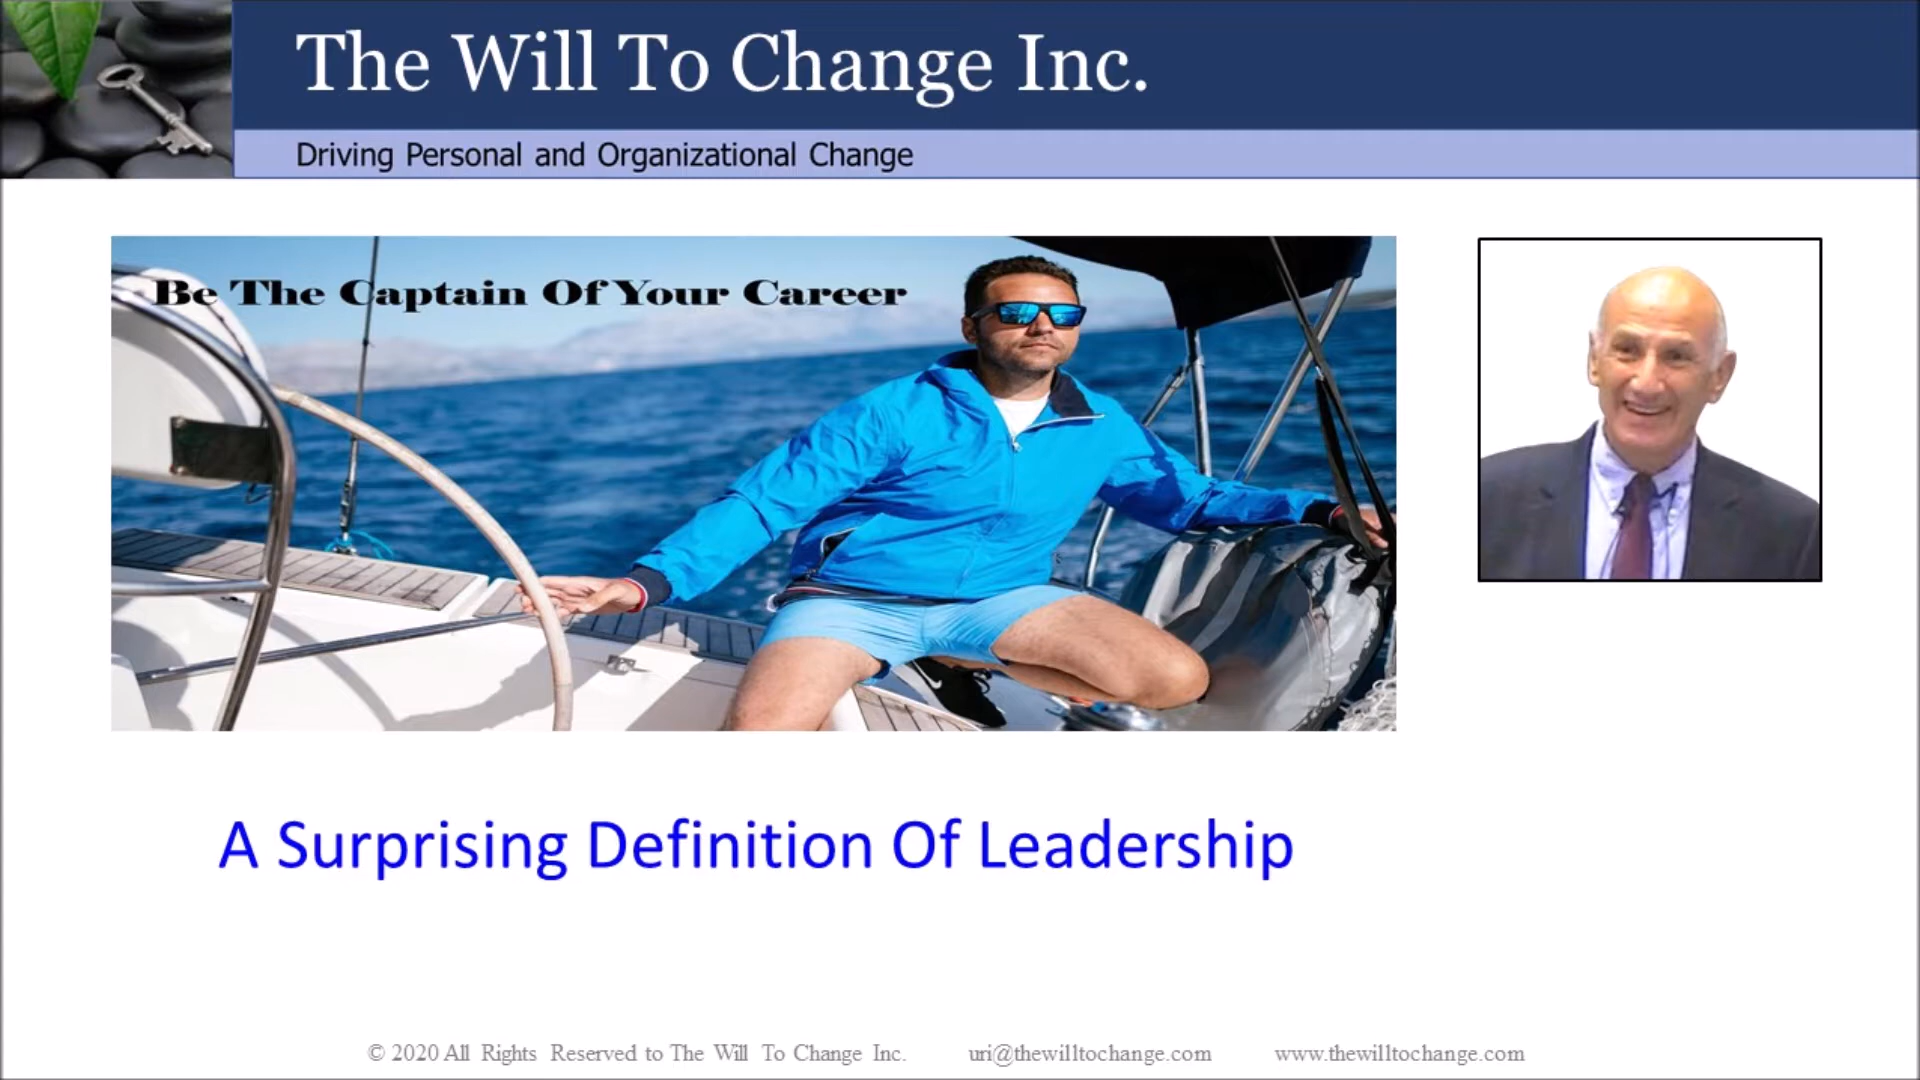 The Will To Change Inc.
Driving Personal and Organizational Change
Be The Captain Of Your Career
A Surprising Definition Of Leadership
© 2020 All Rights Reserved to The Will To Change Inc. uri@thewilltochange.com www.thewilltochange.com